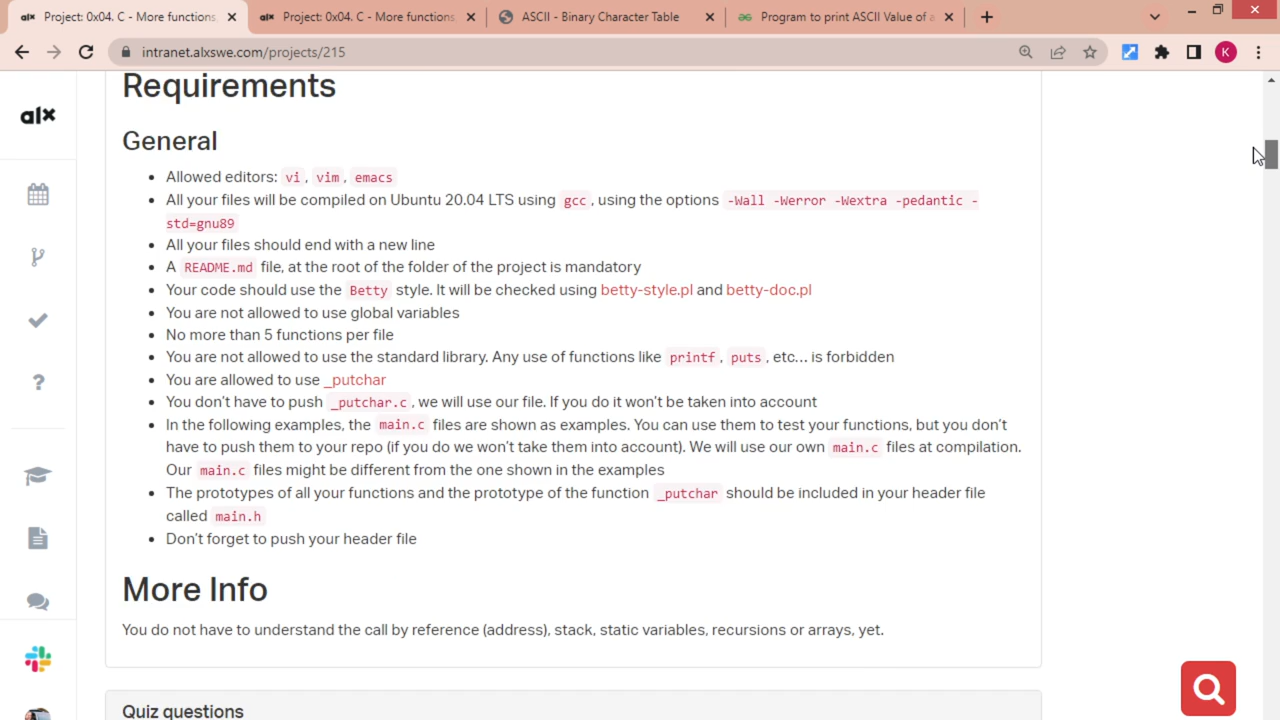 Project: 0x04. C - More functions,
Project: 0x04. C - More functions,
ASCII - Binary Character Table
Program to print ASCII Value of a
intranet.alxswe.com/projects/215
K
alx
Requirements
General
Allowed editors: vi, vim, emacs
All your files will be compiled on Ubuntu 20.04 LTS using gcc, using the options -Wall -Werror -Wextra -pedantic -
std=gnu89
All your files should end with a new line
A README.md file, at the root of the folder of the project is mandatory
Your code should use the Betty style. It will be checked using betty-style.pl and betty-doc.pl
You are not allowed to use global variables
No more than 5 functions per file
You are not allowed to use the standard library. Any use of functions like printf, puts, etc… is forbidden
You are allowed to use _putchar
You don’t have to push _putchar.c, we will use our file. If you do it won’t be taken into account
In the following examples, the main.c files are shown as examples. You can use them to test your functions, but you don’t
have to push them to your repo (if you do we won’t take them into account). We will use our own main.c files at compilation.
Our main.c files might be different from the one shown in the examples
The prototypes of all your functions and the prototype of the function _putchar should be included in your header file
called main.h
Don’t forget to push your header file
More Info
You do not have to understand the call by reference (address), stack, static variables, recursions or arrays, yet.
Quiz questions